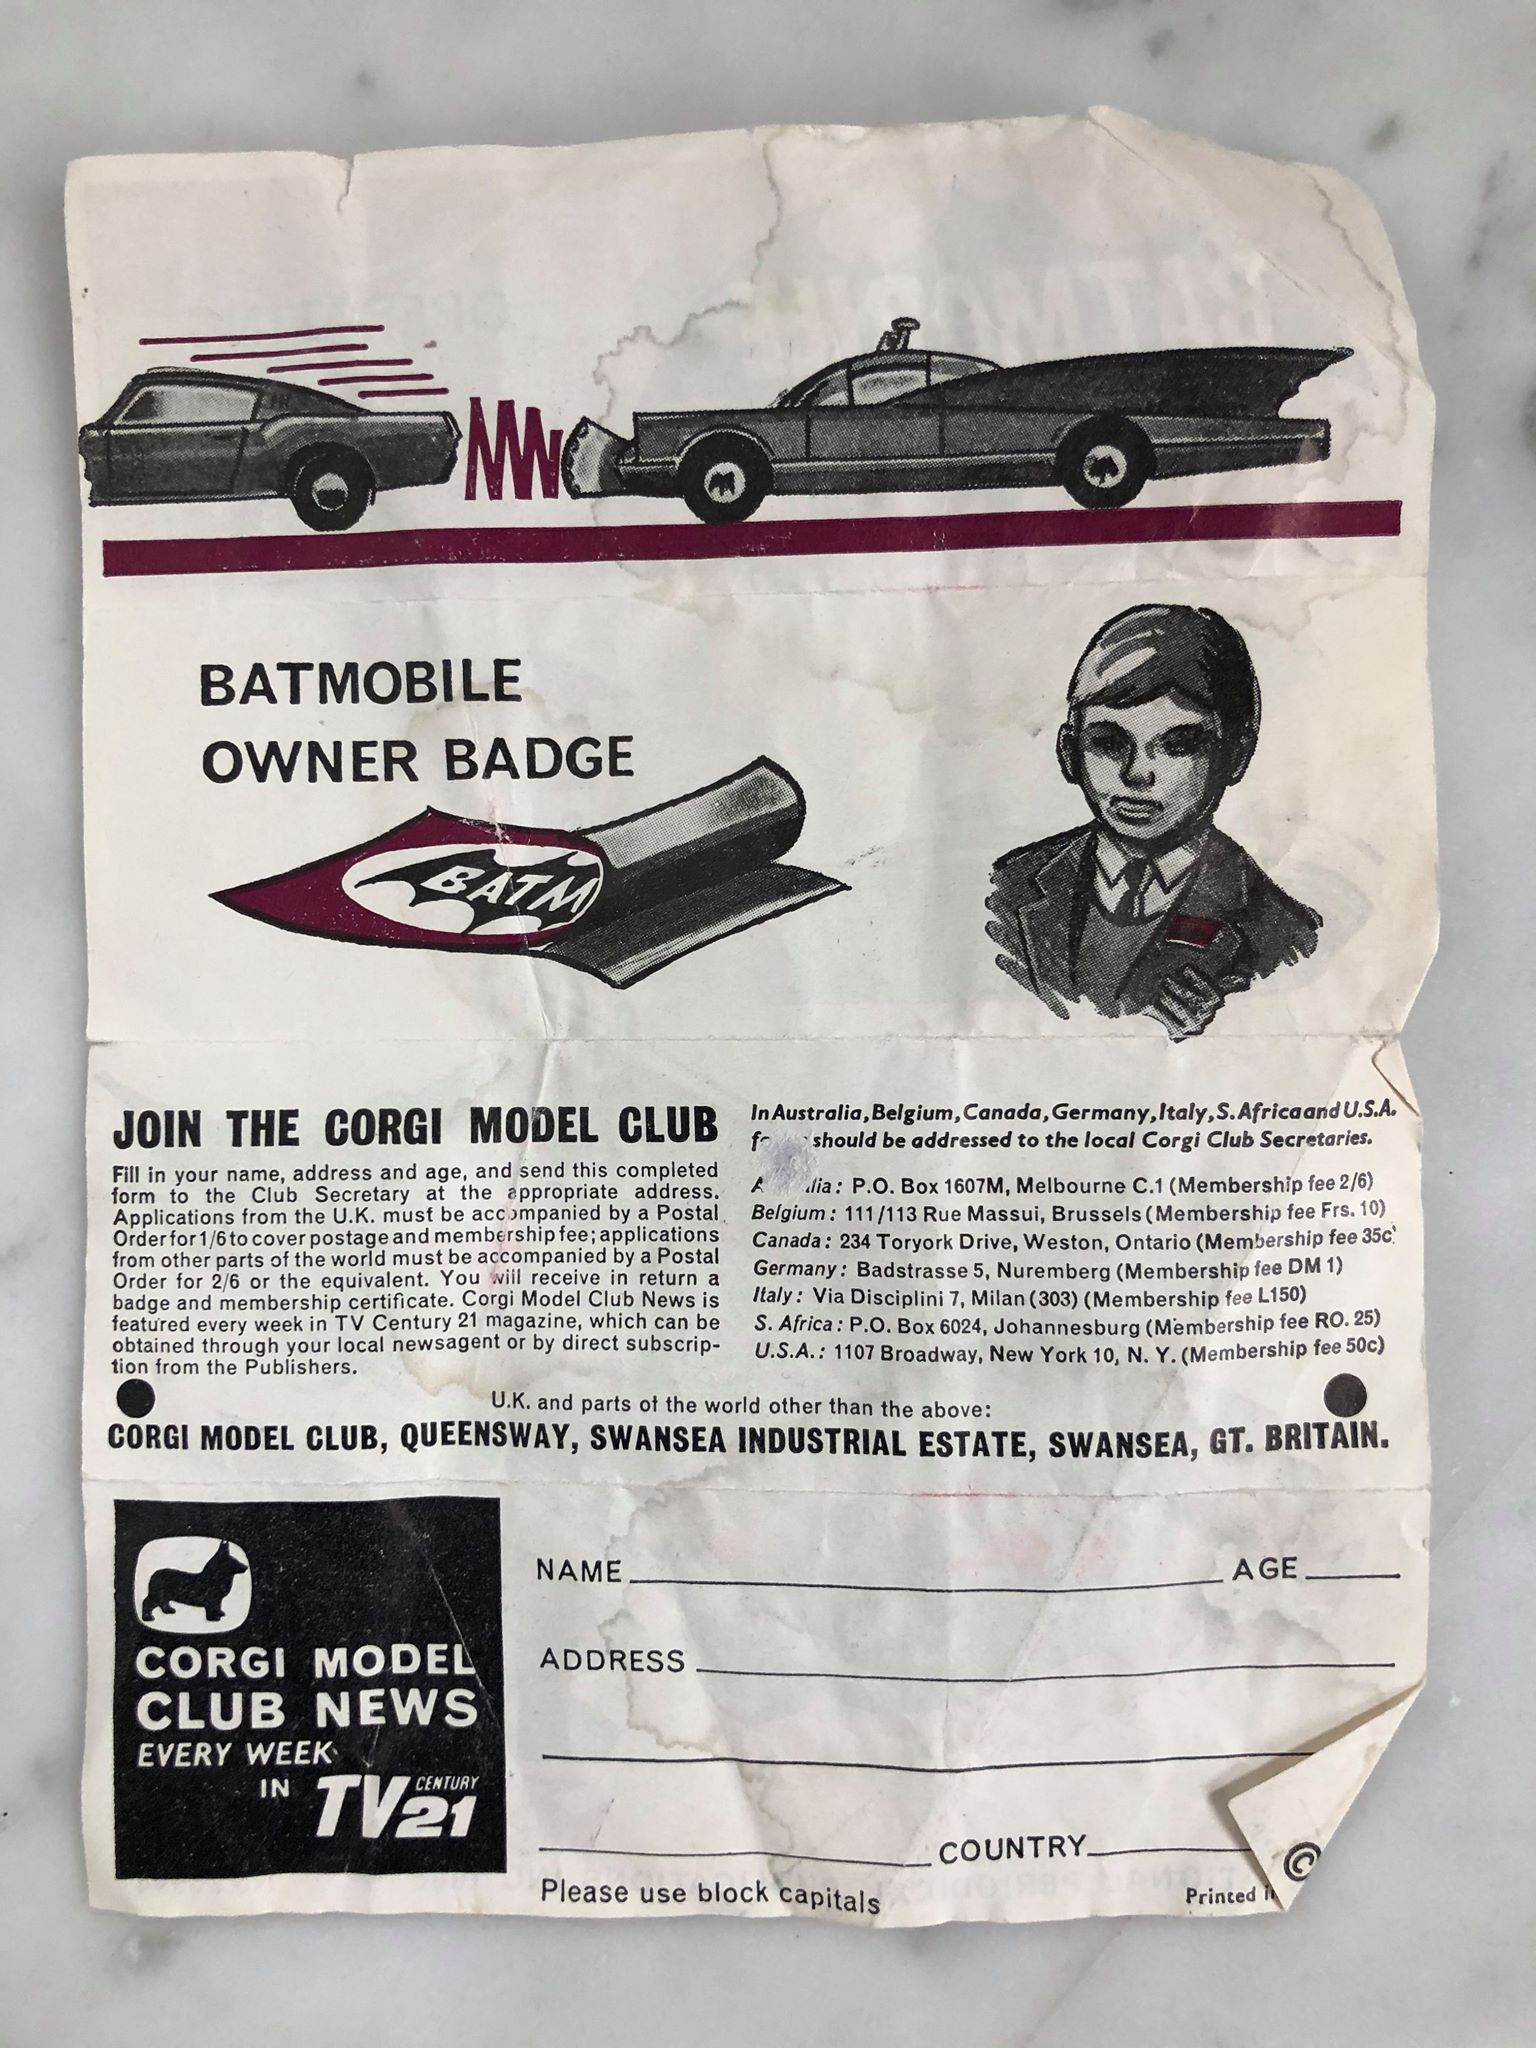 BATMOBILE
OWNER BADGE
BATM
JOIN THE CORGI MODEL CLUB
Fill in your name, address and age, and send this completed
form to the Club Secretary at the appropriate address.
Applications from the U.K. must be accompanied by a Postal
Order for 1/6 to cover postage and membership fee; applications
from other parts of the world must be accompanied by a Postal
Order for 2/6 or the equivalent. You will receive in return a
badge and membership certificate. Corgi Model Club News is
featured every week in TV Century 21 magazine, which can be
obtained through your local newsagent or by direct subscrip-
tion from the Publishers.
In Australia, Belgium, Canada, Germany, Italy, S. Africa and U.S.A.
should be addressed to the local Corgi Club Secretaries.
P.O. Box 1607M, Melbourne C.1 (Membership fee 2/6)
Belgium: 111/113 Rue Massui, Brussels (Membership fee Frs. 10)
Canada: 234 Toryork Drive, Weston, Ontario (Membership fee 35c)
Germany: Badstrasse 5, Nuremberg (Membership fee DM 1)
Italy: Via Disciplini 7, Milan (303) (Membership fee L150)
S. Africa: P.O. Box 6024, Johannesburg (Membership fee RO. 25)
U.S.A.: 1107 Broadway, New York 10, N. Y. (Membership fee 50c)
U.K. and parts of the world other than the above:
CORGI MODEL CLUB, QUEENSWAY, SWANSEA INDUSTRIAL ESTATE, SWANSEA, GT. BRITAIN.
CORGI MODEL
CLUB NEWS
EVERY WEEK
IN TV CENTURY 21
NAME AGE
ADDRESS
COUNTRY
Please use block capitals
Printed
©